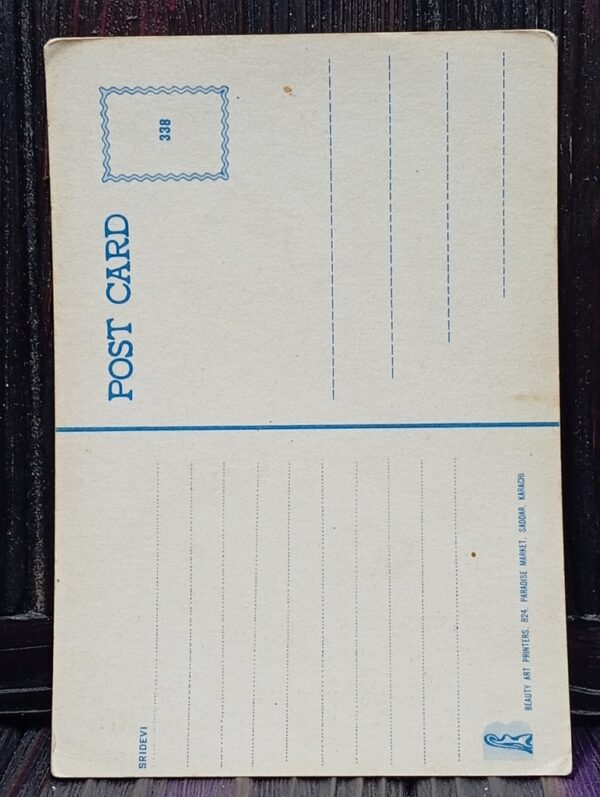 SRIDEVI
BEAUTY ART PRINTERS, 824, PARADISE MARKET, SADDAR, KARACHI
POST CARD
338